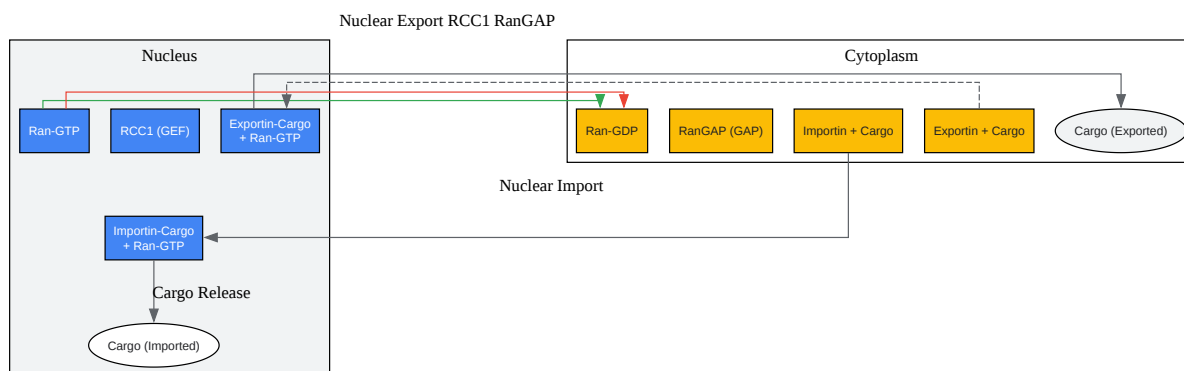 Nuclear Export RCC1 RanGAP
Nucleus
Cytoplasm
Ran-GTP
RCC1 (GEF)
Exportin-Cargo
+ Ran-GTP
Ran-GDP
RanGAP (GAP)
Importin + Cargo
Exportin + Cargo
Cargo (Exported)
Nuclear Import
Importin-Cargo
+ Ran-GTP
Cargo Release
Cargo (Imported)